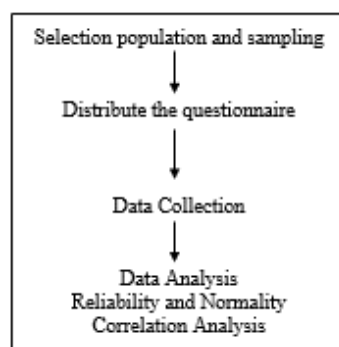 Selection population and sampling
Distribute the questionnaire
Data Collection
Data Analysis
Reliability and Normality
Correlation Analysis